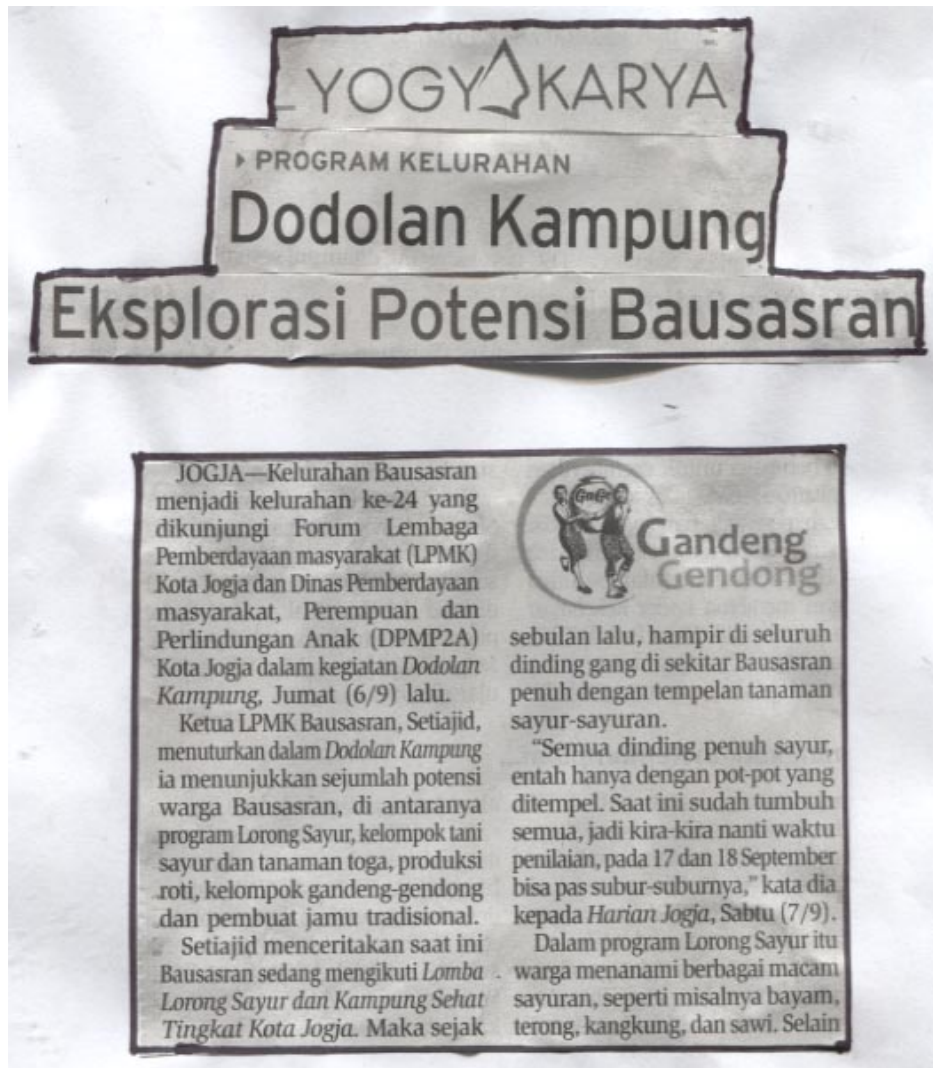 YOGYAKARYA
PROGRAM KELURAHAN
Dodolan Kampung
Eksplorasi Potensi Bausasran
JOGJA—Kelurahan Bausasran
menjadi kelurahan ke-24 yang
dikunjungi Forum Lembaga
Pemberdayaan masyarakat (LPMK)
Kota Jogja dan Dinas Pemberdayaan
masyarakat, Perempuan dan
Perlindungan Anak (DPMP2A)
Kota Jogja dalam kegiatan Dodolan
Kampung, Jumat (6/9) lalu.
Ketua LPMK Bausasran, Setiajid,
menuturkan dalam Dodolan Kampung
ia menunjukkan sejumlah potensi
warga Bausasran, di antaranya
program Lorong Sayur, kelompok tani
sayur dan tanaman toga, produksi
roti, kelompok gandeng-gendong
dan pembuat jamu tradisional.
Setiajid menceritakan saat ini
Bausasran sedang mengikuti Lomba
Lorong Sayur dan Kampung Sehat
Tingkat Kota Jogja. Maka sejak
GaGe
Gandeng
Gendong
sebulan lalu, hampir di seluruh
dinding gang di sekitar Bausasran
penuh dengan tempelan tanaman
sayur-sayuran.
“Semua dinding penuh sayur,
entah hanya dengan pot-pot yang
ditempel. Saat ini sudah tumbuh
semua, jadi kira-kira nanti waktu
penilaian, pada 17 dan 18 September
bisa pas subur-suburnya,” kata dia
kepada Harian Jogja, Sabtu (7/9).
Dalam program Lorong Sayur itu
warga menanami berbagai macam
sayuran, seperti misalnya bayam,
terong, kangkung, dan sawi. Selain